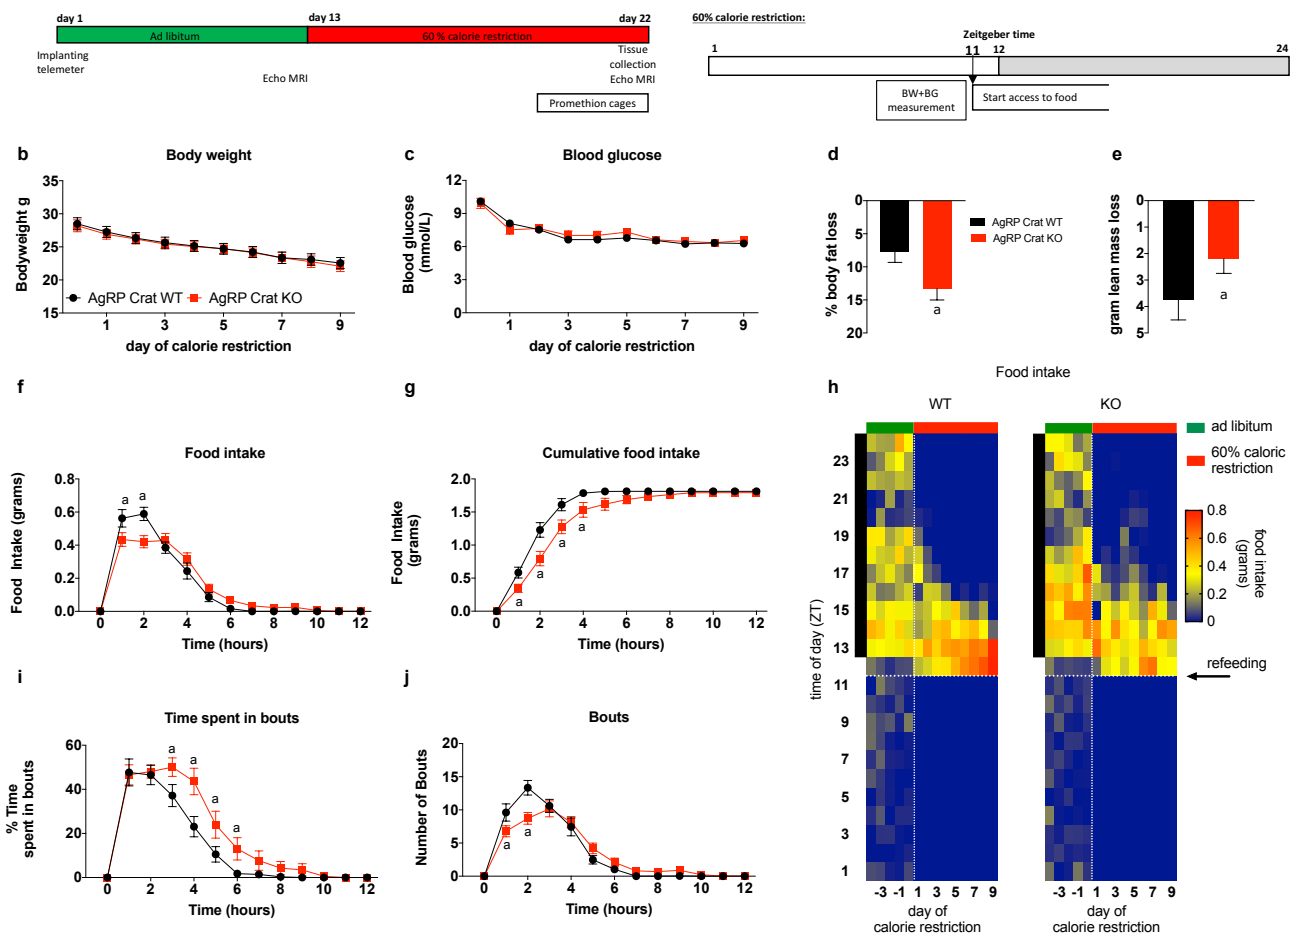 day 1
day 13
day 22
Ad libitum
60 % calorie restriction
Implanting
telemeter
Echo MRI
Tissue
collection
Echo MRI
Promethion cages
60% calorie restriction:
Zeitgeber time
1
11
12
24
BW+BG
measurement
Start access to food
b
Body weight
35
30
25
20
15
Bodyweight g
AgRP Crat WT
AgRP Crat KO
1
3
5
7
9
day of calorie restriction
c
Blood glucose
12
9
6
3
0
Blood glucose
(mmol/L)
1
3
5
7
9
day of calorie restriction
d
0
5
10
15
20
% body fat loss
a
AgRP Crat WT
AgRP Crat KO
e
0
1
2
3
4
5
gram lean mass loss
a
f
Food intake
0.8
0.6
0.4
0.2
0.0
Food Intake (grams)
a
a
0
2
4
6
8
10
12
Time (hours)
g
Cumulative food intake
2.0
1.5
1.0
0.5
0.0
Food Intake
(grams)
a
a
a
a
0
2
4
6
8
10
12
Time (hours)
h
Food intake
WT
KO
23
21
19
17
15
13
11
9
7
5
3
1
time of day (ZT)
-3
-1
1
3
5
7
9
day of
calorie restriction
-3
-1
1
3
5
7
9
day of
calorie restriction
ad libitum
60% caloric
restriction
0.8
0.6
0.4
0.2
0
food intake
(grams)
refeeding
i
Time spent in bouts
60
40
20
0
% Time
spent in bouts
a
a
a
a
0
2
4
6
8
10
12
Time (hours)
j
Bouts
20
15
10
5
0
Number of Bouts
a
a
0
2
4
6
8
10
12
Time (hours)